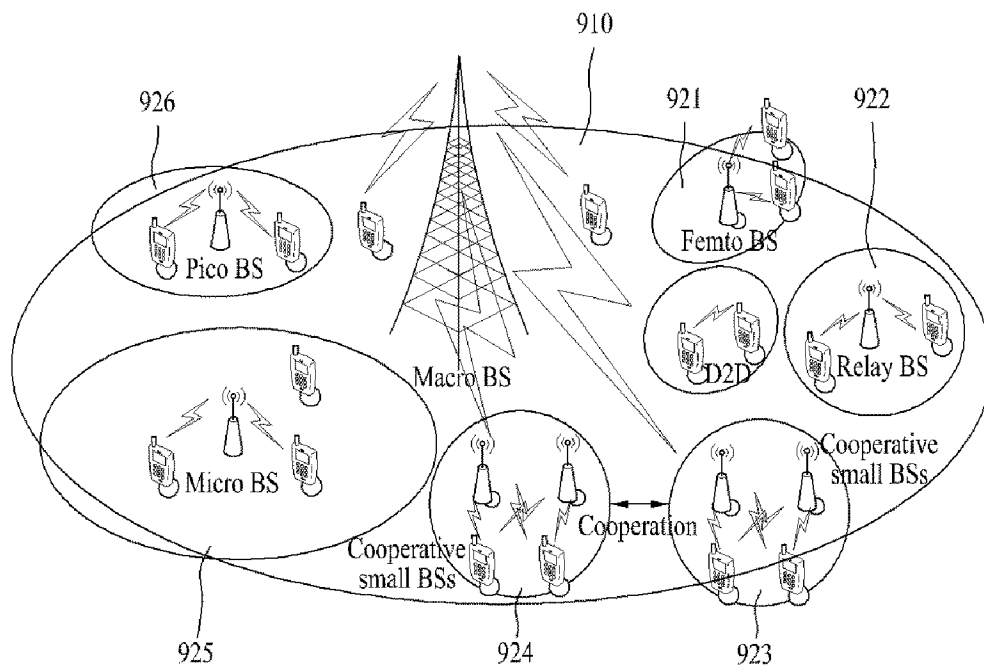 910
926
921
922
Pico BS
Femto BS
Macro BS
D2D
Relay BS
Micro BS
Cooperative
small BSs
Cooperation
Cooperative
small BSs
925
924
923